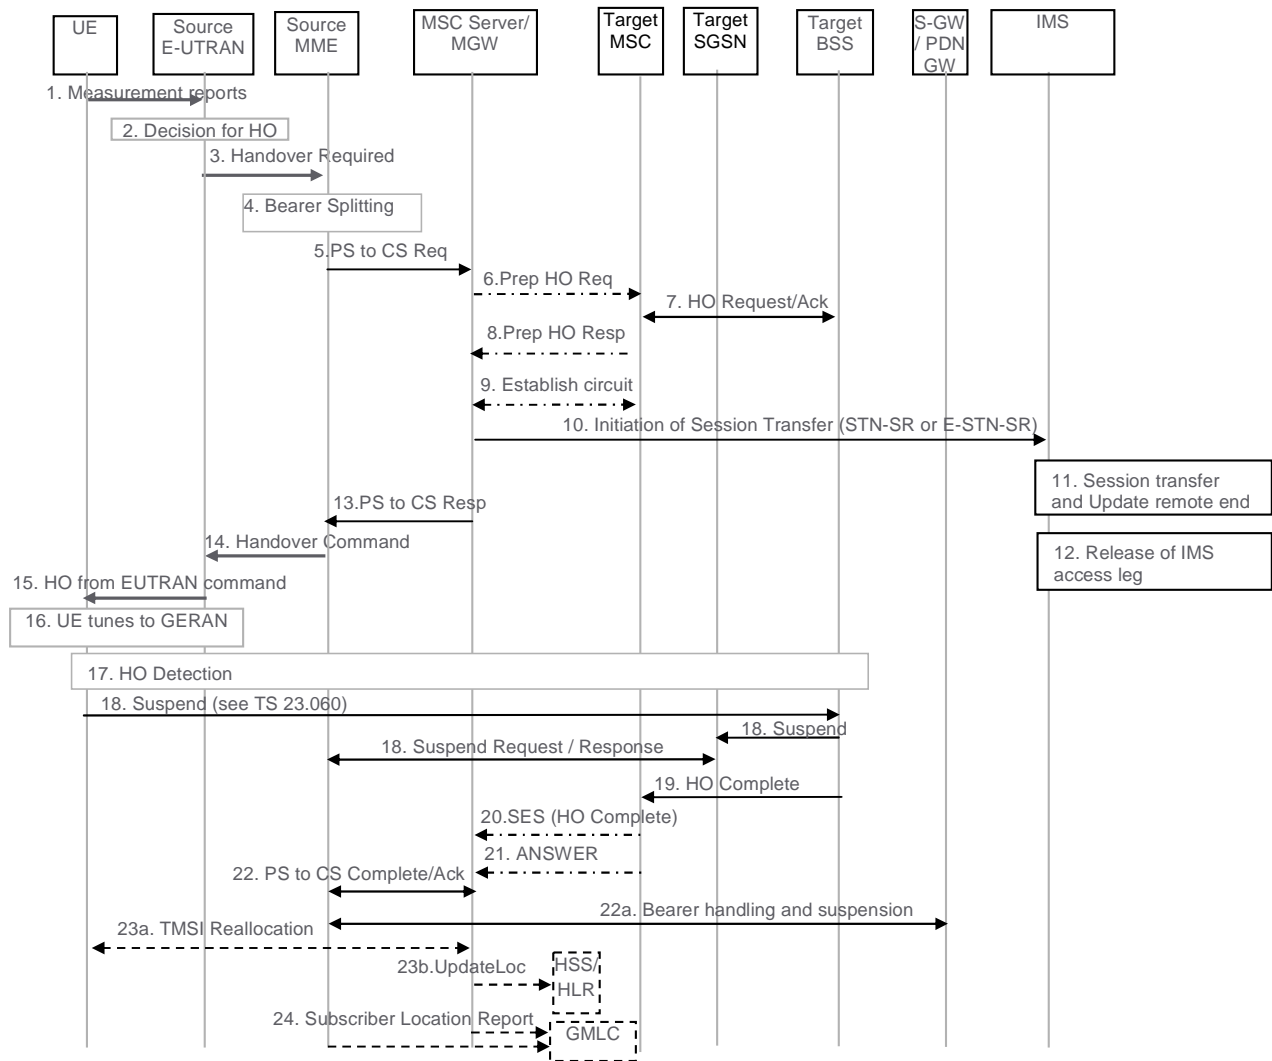 UE
Source
E-UTRAN
Source
MME
MSC Server/
MGW
Target
MSC
Target
SGSN
Target
BSS
S-GW
/ PDN
GW
IMS
1. Measurement reports
2. Decision for HO
3. Handover Required
4. Bearer Splitting
5.PS to CS Req
6.Prep HO Req
7. HO Request/Ack
8.Prep HO Resp
9. Establish circuit
10. Initiation of Session Transfer (STN-SR or E-STN-SR)
11. Session transfer
and Update remote end
13.PS to CS Resp
14. Handover Command
12. Release of IMS
access leg
15. HO from EUTRAN command
16. UE tunes to GERAN
17. HO Detection
18. Suspend (see TS 23.060)
18. Suspend
18. Suspend Request / Response
19. HO Complete
20.SES (HO Complete)
21. ANSWER
22. PS to CS Complete/Ack
22a. Bearer handling and suspension
23a. TMSI Reallocation
23b.UpdateLoc
HSS/
HLR
24. Subscriber Location Report
GMLC